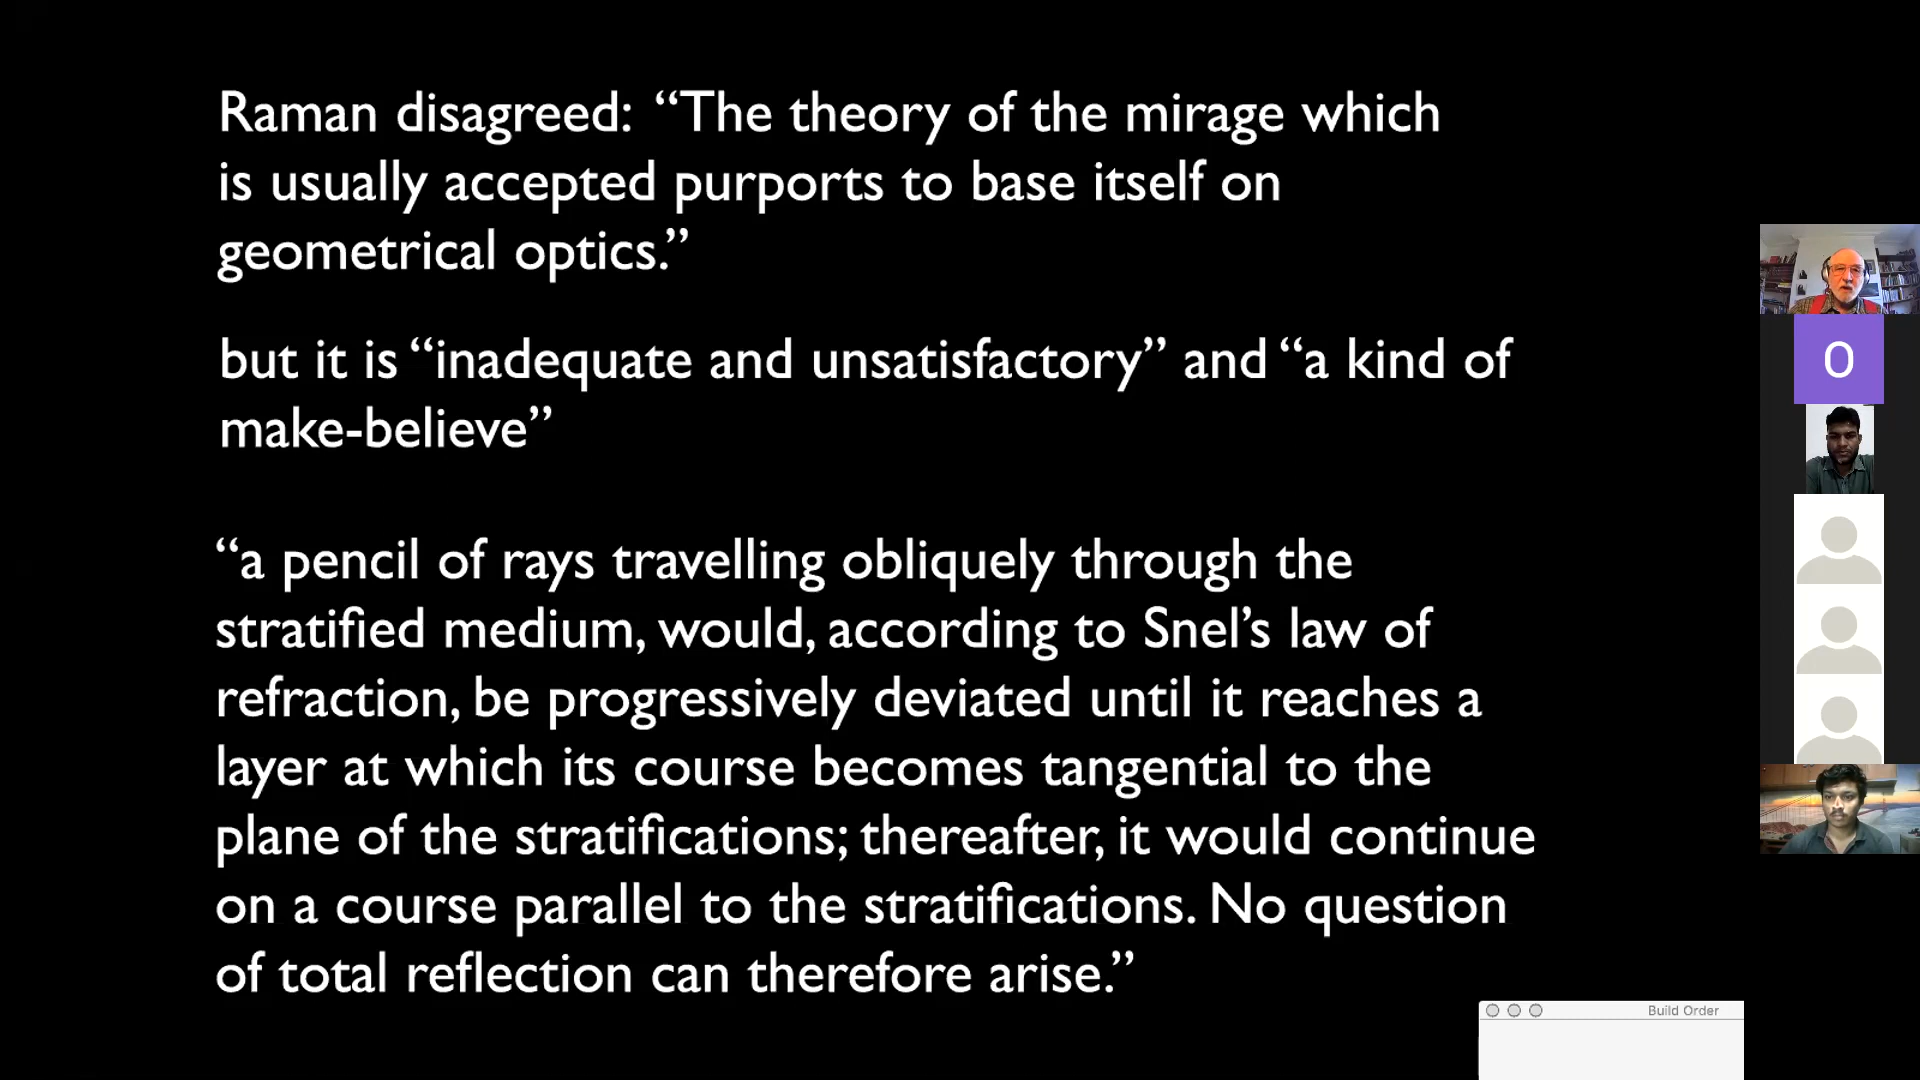 Raman disagreed: “The theory of the mirage which
is usually accepted purports to base itself on
geometrical optics.”
but it is “inadequate and unsatisfactory” and “a kind of
make-believe”
“a pencil of rays travelling obliquely through the
stratified medium, would, according to Snel’s law of
refraction, be progressively deviated until it reaches a
layer at which its course becomes tangential to the
plane of the stratifications; thereafter, it would continue
on a course parallel to the stratifications. No question
of total reflection can therefore arise.”
O
Build Order